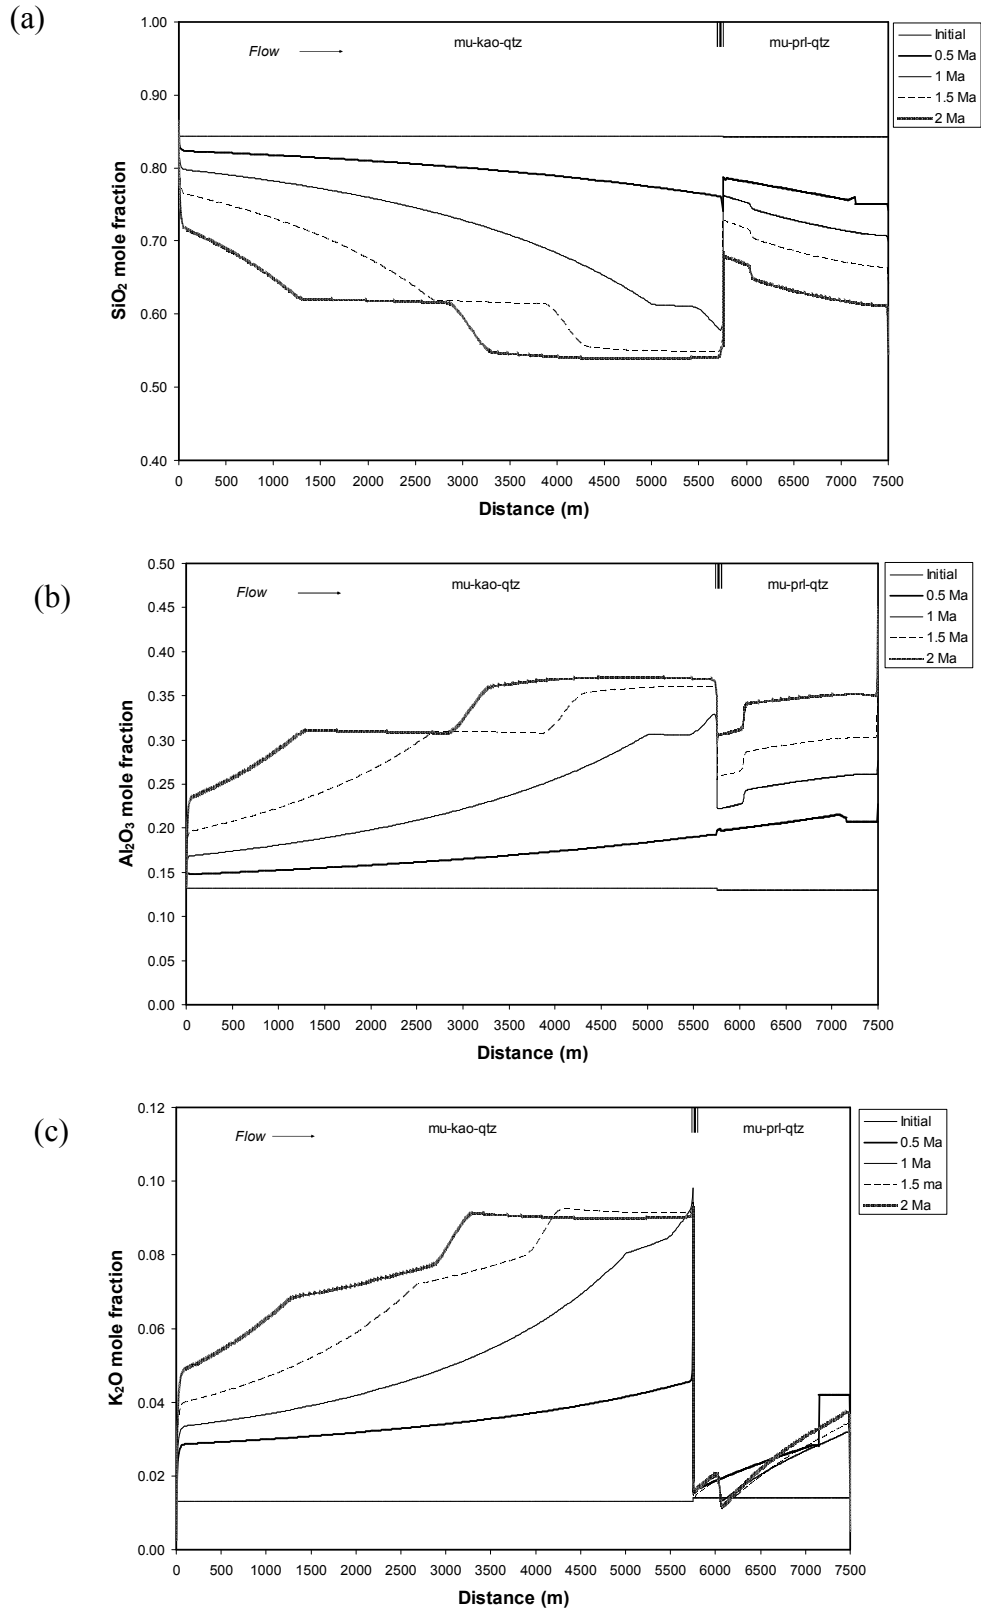 (a)
1.00
0.90
0.80
0.70
0.60
0.50
0.40
SiO2 mole fraction
Flow
mu-kao-qtz
mu-prl-qtz
Initial
0.5 Ma
1 Ma
1.5 Ma
2 Ma
0 500 1000 1500 2000 2500 3000 3500 4000 4500 5000 5500 6000 6500 7000 7500
Distance (m)
(b)
0.50
0.45
0.40
0.35
0.30
0.25
0.20
0.15
0.10
0.05
0.00
Al2O3 mole fraction
Flow
mu-kao-qtz
mu-prl-qtz
Initial
0.5 Ma
1 Ma
1.5 Ma
2 Ma
0 500 1000 1500 2000 2500 3000 3500 4000 4500 5000 5500 6000 6500 7000 7500
Distance (m)
(c)
0.12
0.10
0.08
0.06
0.04
0.02
0.00
K2O mole fraction
Flow
mu-kao-qtz
mu-prl-qtz
Initial
0.5 Ma
1 Ma
1.5 ma
2 Ma
0 500 1000 1500 2000 2500 3000 3500 4000 4500 5000 5500 6000 6500 7000 7500
Distance (m)